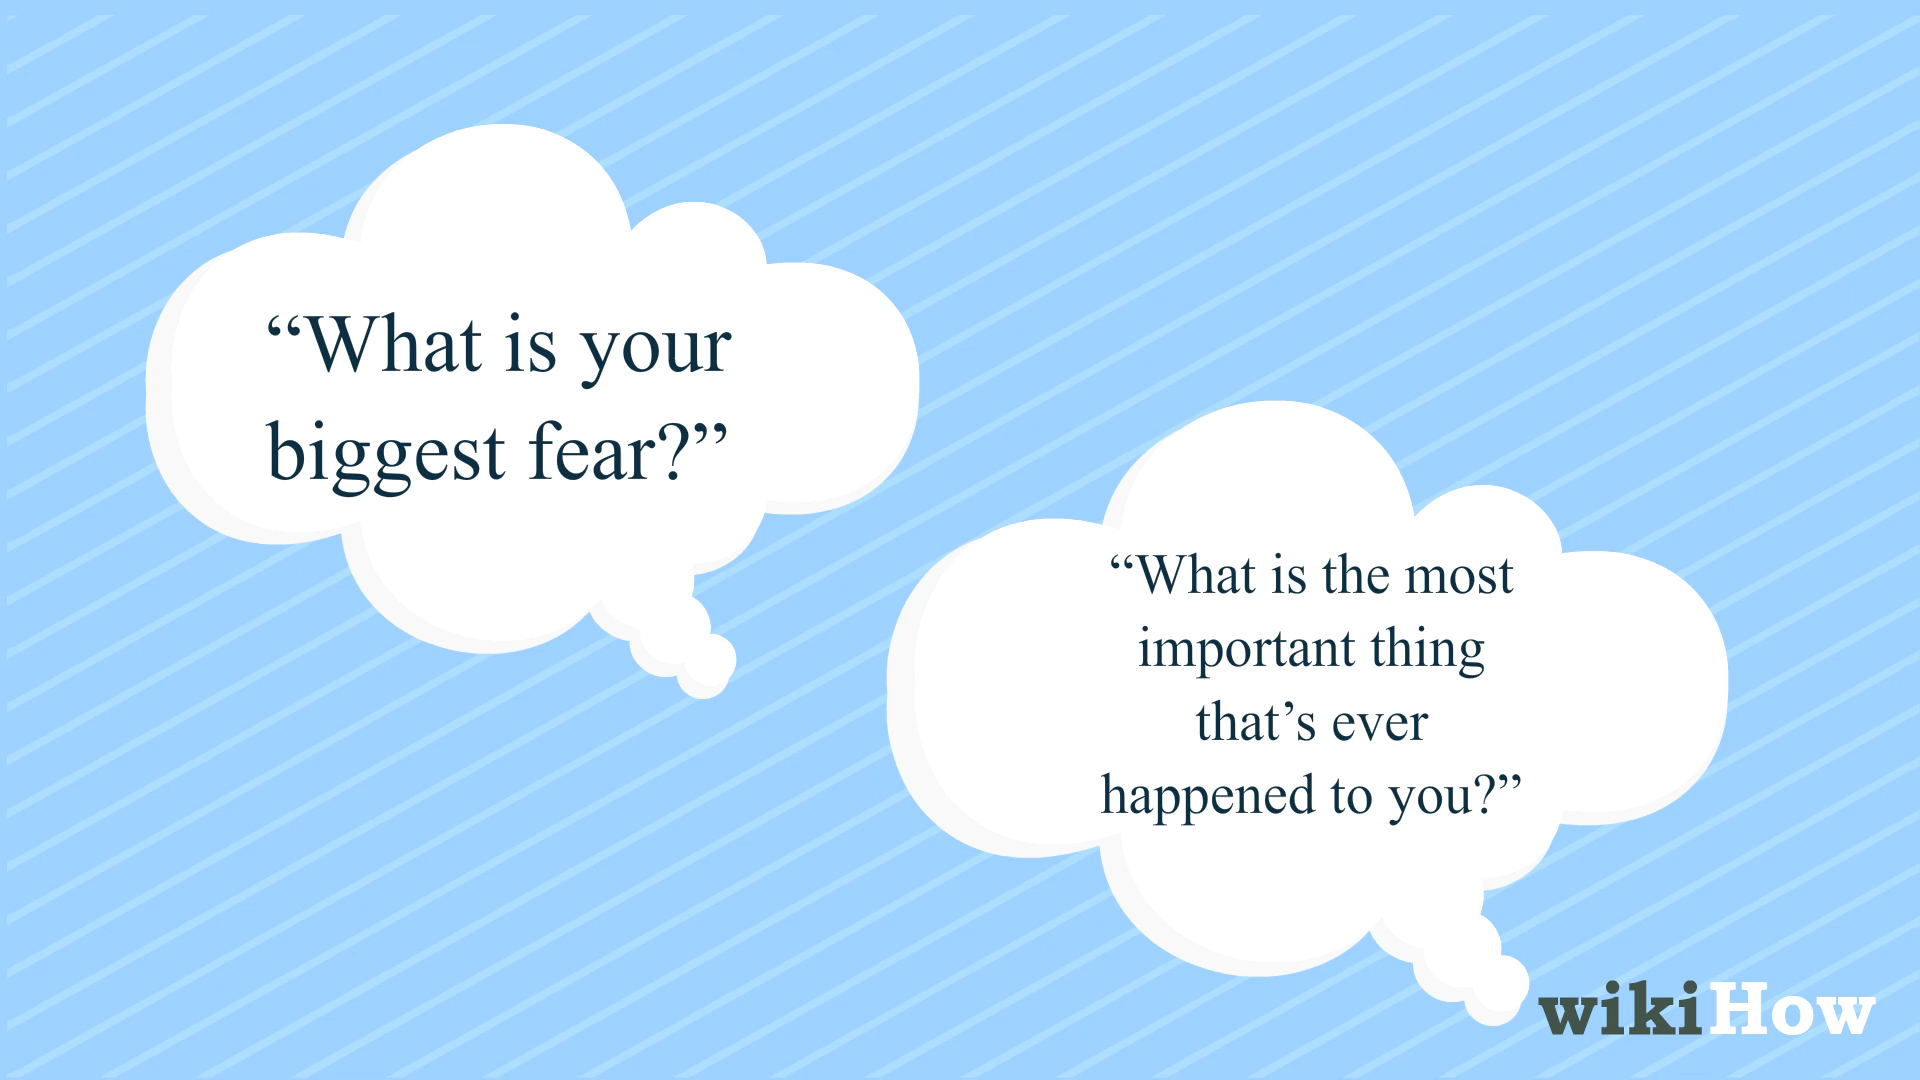 “What is your
biggest fear?”
“What is the most
important thing
that’s ever
happened to you?”
wikiHow